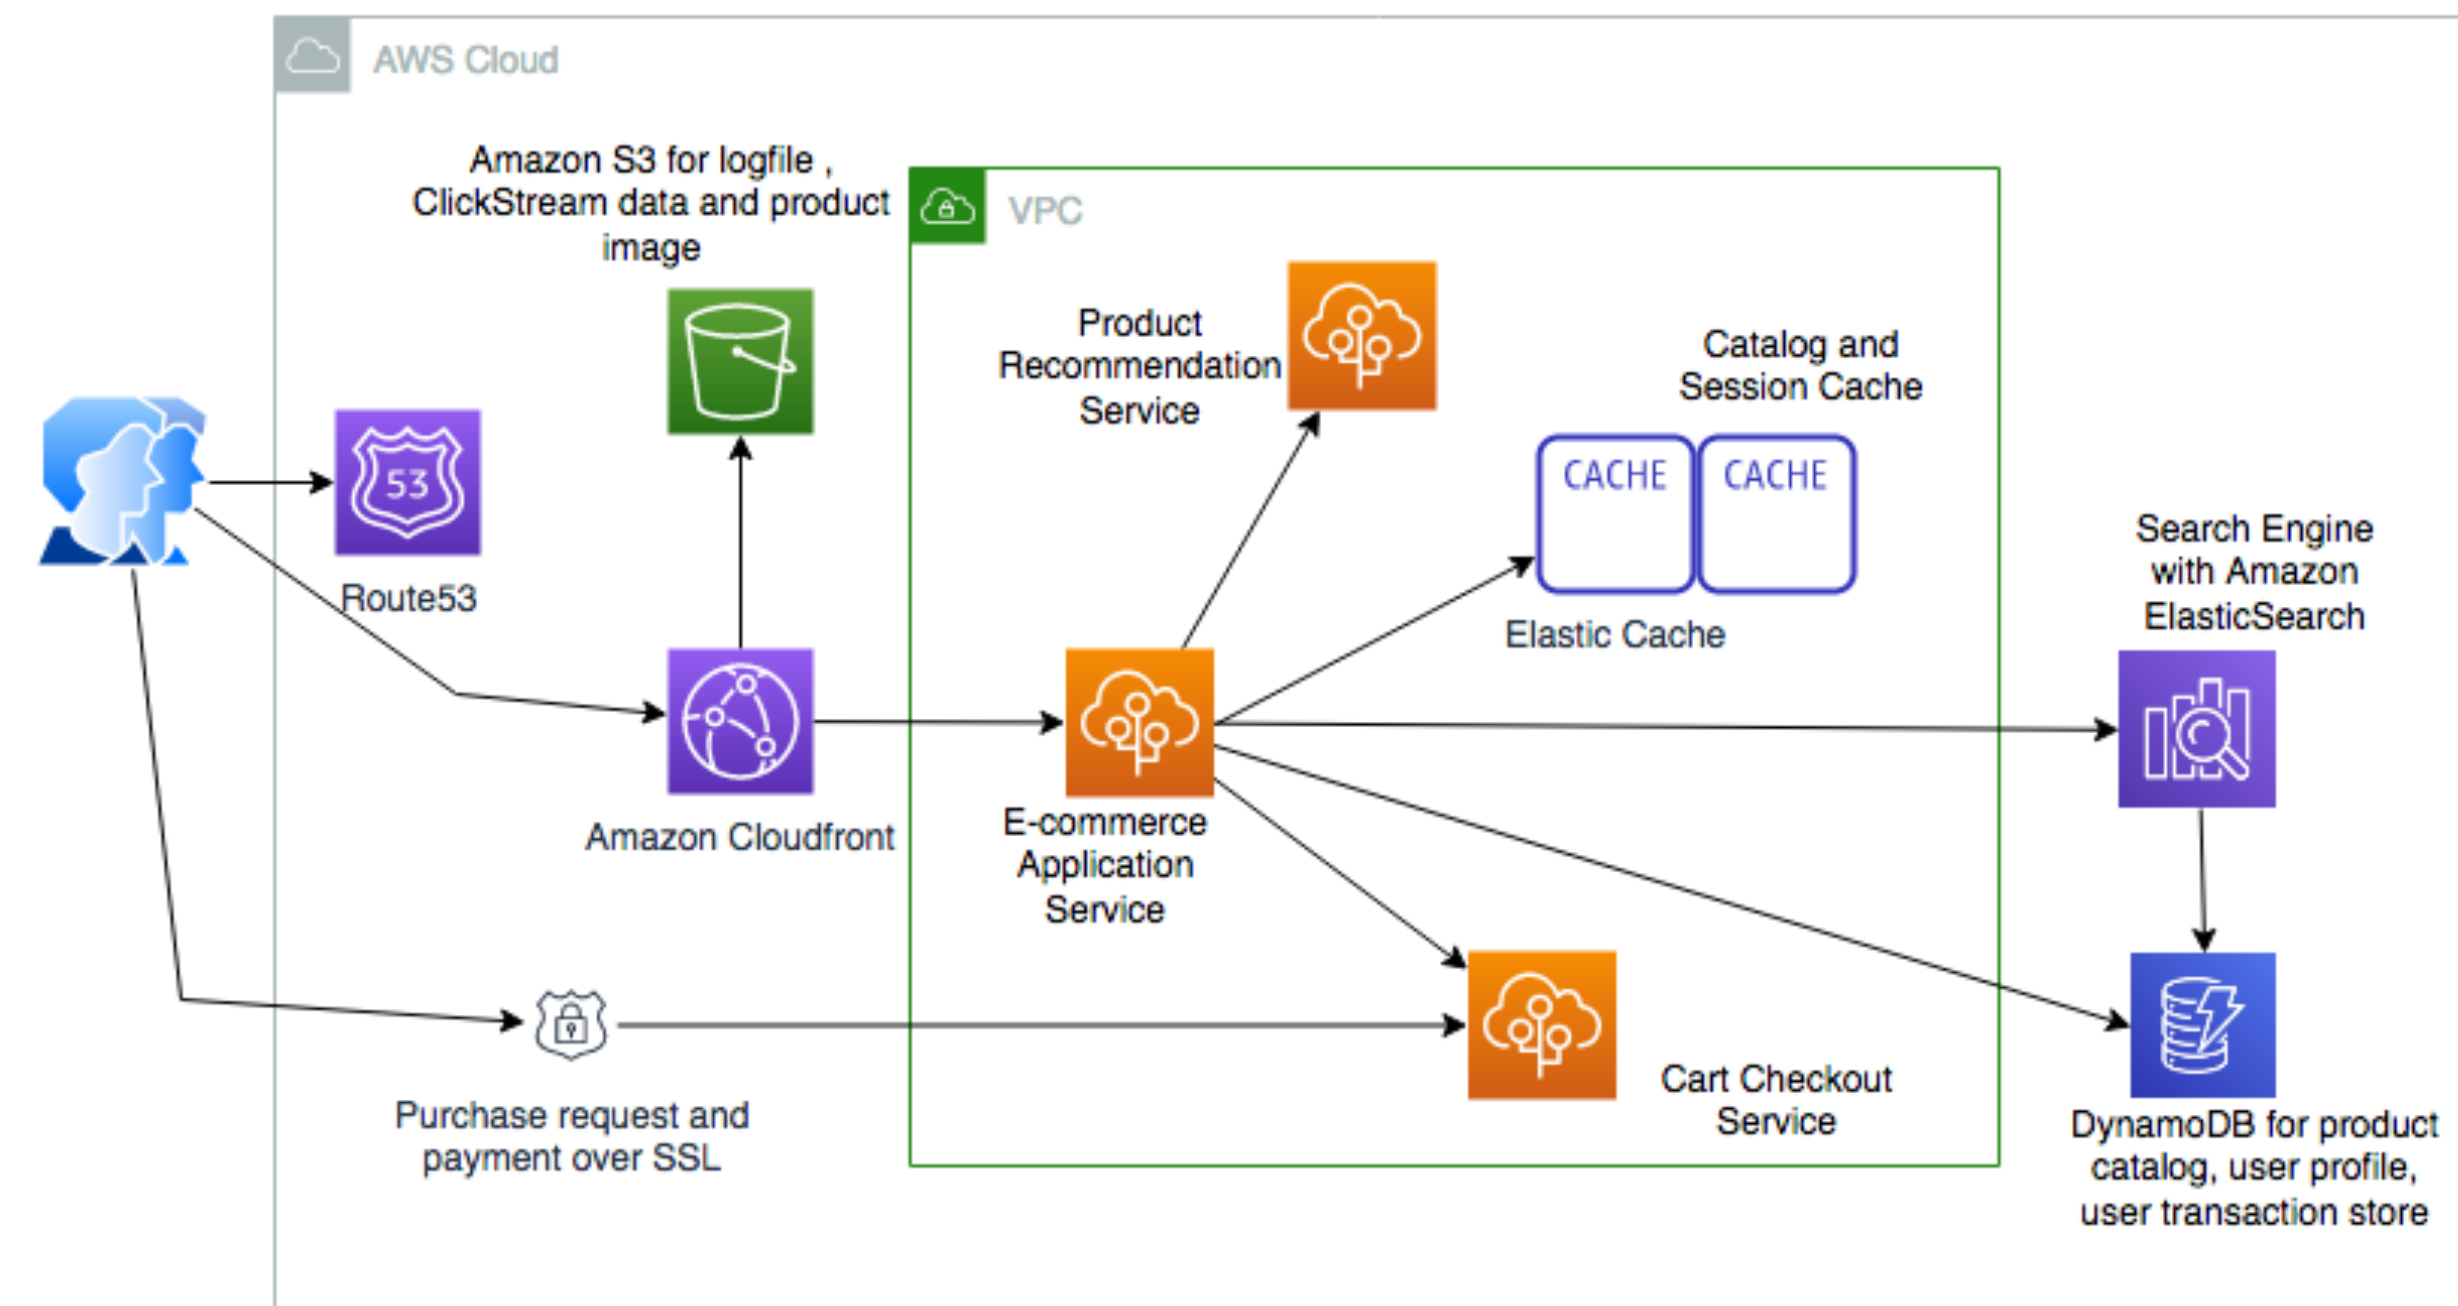 AWS Cloud
Amazon S3 for logfile ,
ClickStream data and product
image
VPC
Product
Recommendation
Service
Catalog and
Session Cache
CACHE
CACHE
Elastic Cache
53
Route53
Search Engine
with Amazon
ElasticSearch
Amazon Cloudfront
E-commerce
Application
Service
Purchase request and
payment over SSL
Cart Checkout
Service
DynamoDB for product
catalog, user profile,
user transaction store